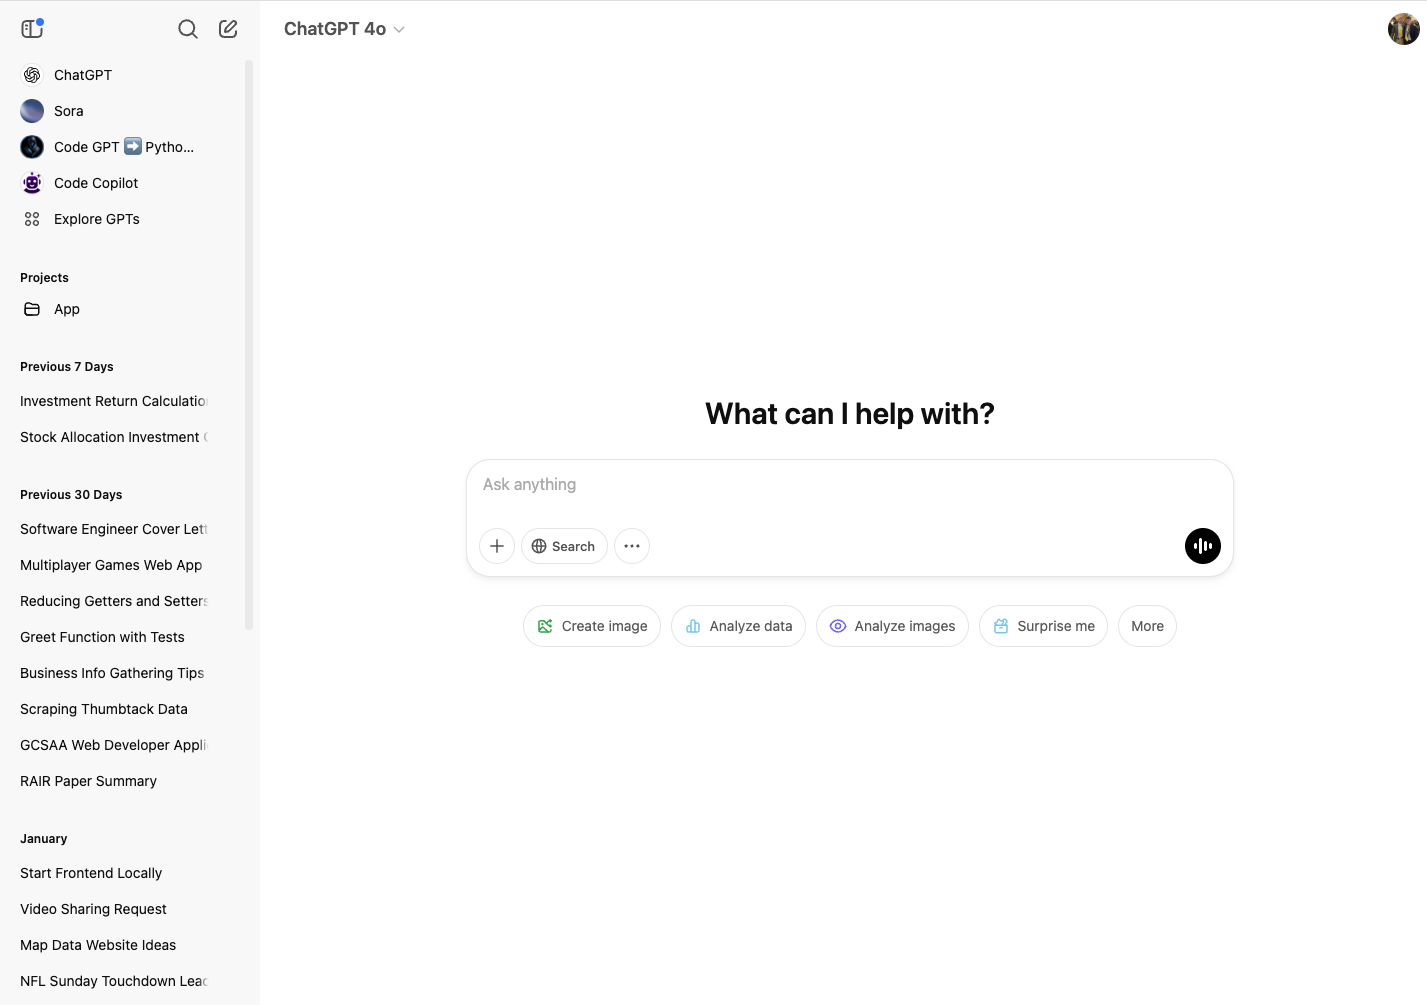 ChatGPT 4o
ChatGPT
Sora
Code GPT ➡️ Pytho...
Code Copilot
Explore GPTs
Projects
App
Previous 7 Days
Investment Return Calculatio
Stock Allocation Investment
Previous 30 Days
Software Engineer Cover Lett
Multiplayer Games Web App
Reducing Getters and Setters
Greet Function with Tests
Business Info Gathering Tips
Scraping Thumbtack Data
GCSAA Web Developer Appli
RAIR Paper Summary
January
Start Frontend Locally
Video Sharing Request
Map Data Website Ideas
NFL Sunday Touchdown Lead
What can I help with?
Ask anything
Search
Create image
Analyze data
Analyze images
Surprise me
More